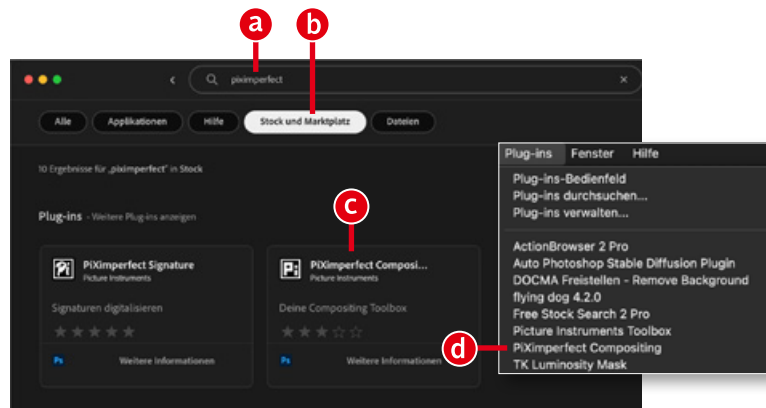 a
b
piximperfect
Alle
Applikationen
Hilfe
Stock und Marktplatz
Dateien
10 Ergebnisse für „piximperfect" in Stock
Plug-ins - Weitere Plug-ins anzeigen
c
Pi
PiXimperfect Signature
Picture Instruments
Signaturen digitalisieren
Ps
Weitere Informationen
Pi
PiXimperfect Composi...
Picture Instruments
Deine Compositing Toolbox
Ps
Weitere Informationen
Plug-ins Fenster Hilfe
Plug-ins-Bedienfeld
Plug-ins durchsuchen...
Plug-ins verwalten...
ActionBrowser 2 Pro
Auto Photoshop Stable Diffusion Plugin
DOCMA Freistellen - Remove Background
flying dog 4.2.0
Free Stock Search 2 Pro
Picture Instruments Toolbox
d
PiXimperfect Compositing
TK Luminosity Mask